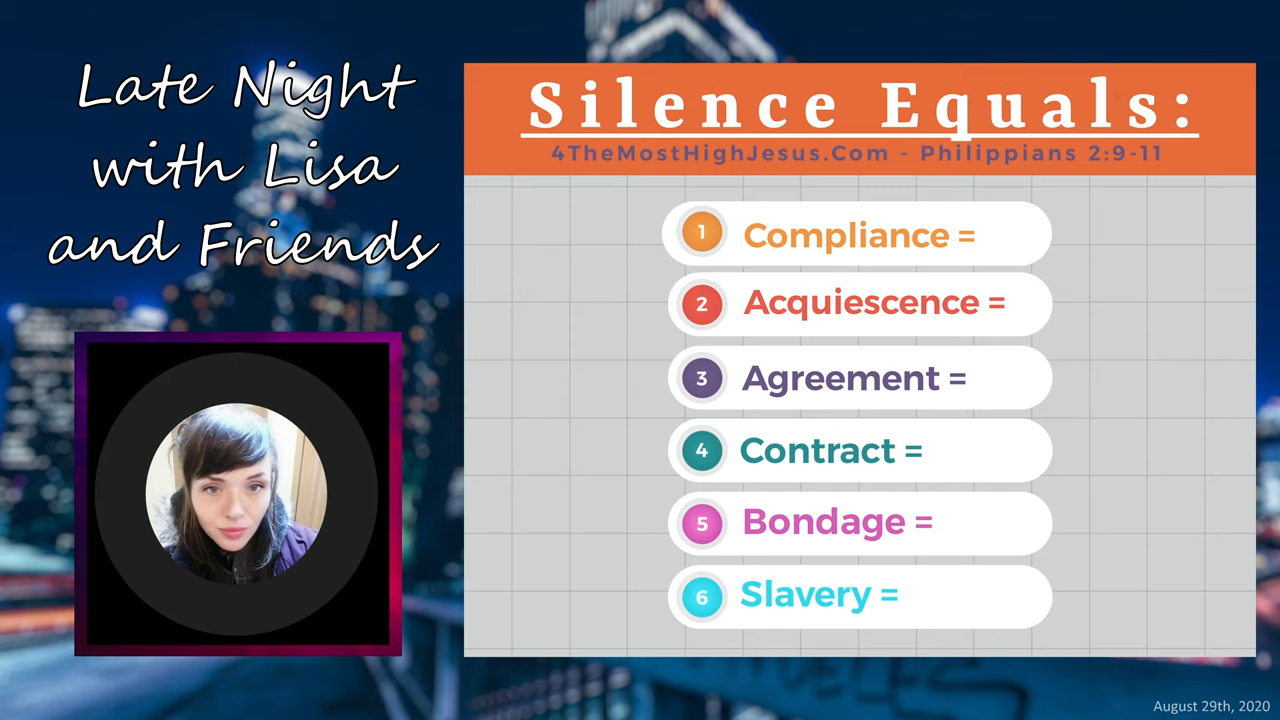 Late Night
with Lisa
and Friends
Silence Equals:
4TheMostHighJesus.Com - Philippians 2:9-11
1 Compliance =
2 Acquiescence =
3 Agreement =
4 Contract =
5 Bondage =
6 Slavery =
August 29th, 2020